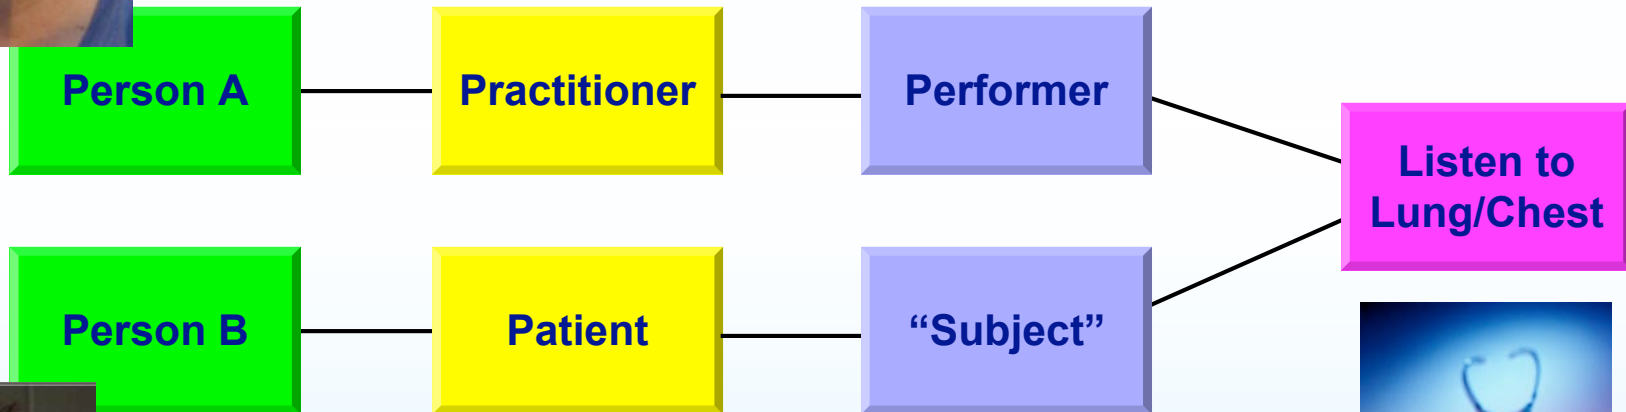 Person A
Practitioner
Performer
Listen to
Lung/Chest
Person B
Patient
“Subject”